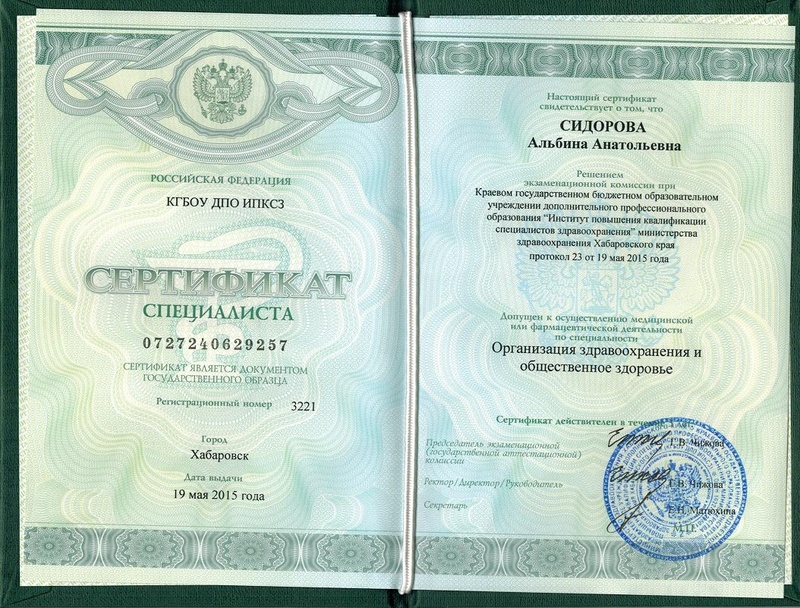 РОССИЙСКАЯ ФЕДЕРАЦИЯ
КГБОУ ДПО ИПКСЗ
СЕРТИФИКАТ
СПЕЦИАЛИСТА
0727240629257
СЕРТИФИКАТ ЯВЛЯЕТСЯ ДОКУМЕНТОМ
ГОСУДАРСТВЕННОГО ОБРАЗЦА
Регистрационный номер 3221
Город
Хабаровск
Дата выдачи
19 мая 2015 года
Настоящий сертификат
свидетельствует о том, что
СИДОРОВА
Альбина Анатольевна
Решением
экзаменационной комиссии при
Краевом государственном бюджетном образовательном
учреждении дополнительного профессионального
образования "Институт повышения квалификации
специалистов здравоохранения" министерства
здравоохранения Хабаровского края
протокол 23 от 19 мая 2015 года
Допущен к осуществлению медицинской
или фармацевтической деятельности
по специальности
Организация здравоохранения и
общественное здоровье
Сертификат действителен в течение 5 лет
Председатель экзаменационной
(государственной аттестационной)
комиссии
Г.В. Чижова
Ректор/Директор/Руководитель
Г.В. Чижова
Секретарь
Е.Н. Матюхина
М.П.